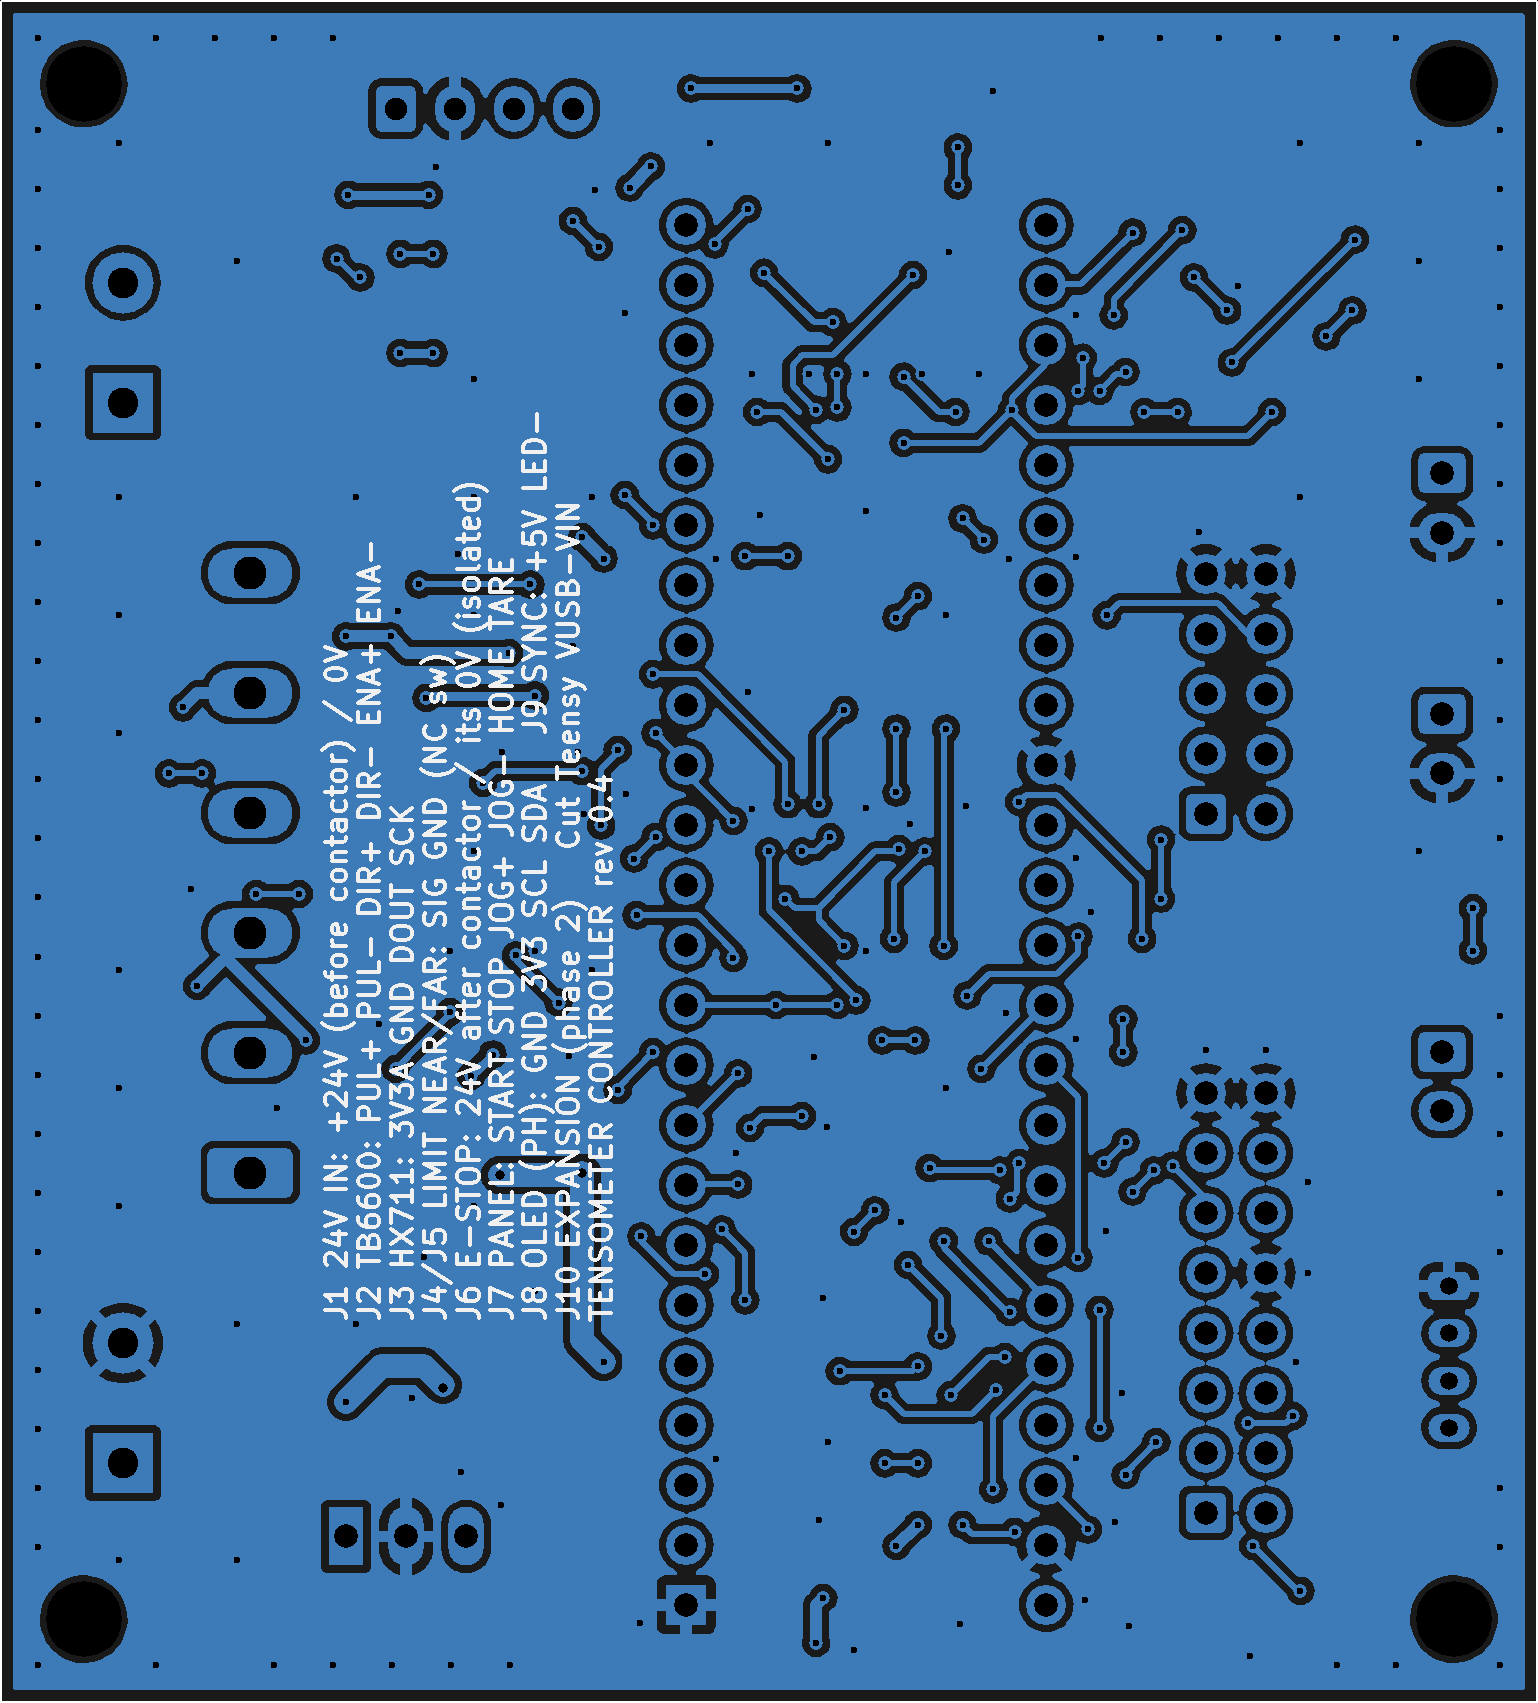 J1 24V IN: +24V (before contactor) / 0V
J2 TB6600: PUL+ PUL- DIR+ DIR- ENA+ ENA-
J3 HX711: 3V3A GND DOUT SCK
J4/J5 LIMIT NEAR/FAR: SIG GND (NC sw)
J6 E-STOP: 24V after contactor / its 0V (isolated)
J7 PANEL: START STOP JOG+ JOG- HOME TARE
J8 OLED (PH): GND 3V3 SCL SDA J9 SYNC: +5V LED-
J10 EXPANSION (phase 2) Cut Teensy VUSB-VIN
TENSOMETER CONTROLLER rev 0.4